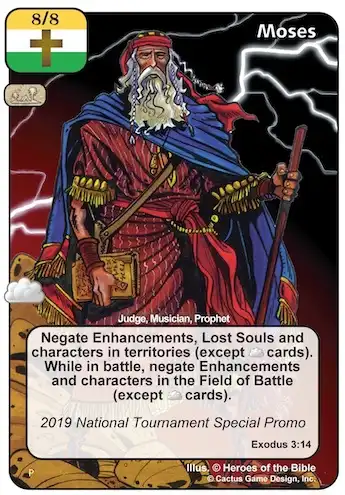 8/8
Moses
Judge, Musician, Prophet
Negate Enhancements, Lost Souls and
characters in territories (except cards).
While in battle, negate Enhancements
and characters in the Field of Battle
(except cards).
2019 National Tournament Special Promo
Exodus 3:14
P
Illus. © Heroes of the Bible
© Cactus Game Design, Inc.